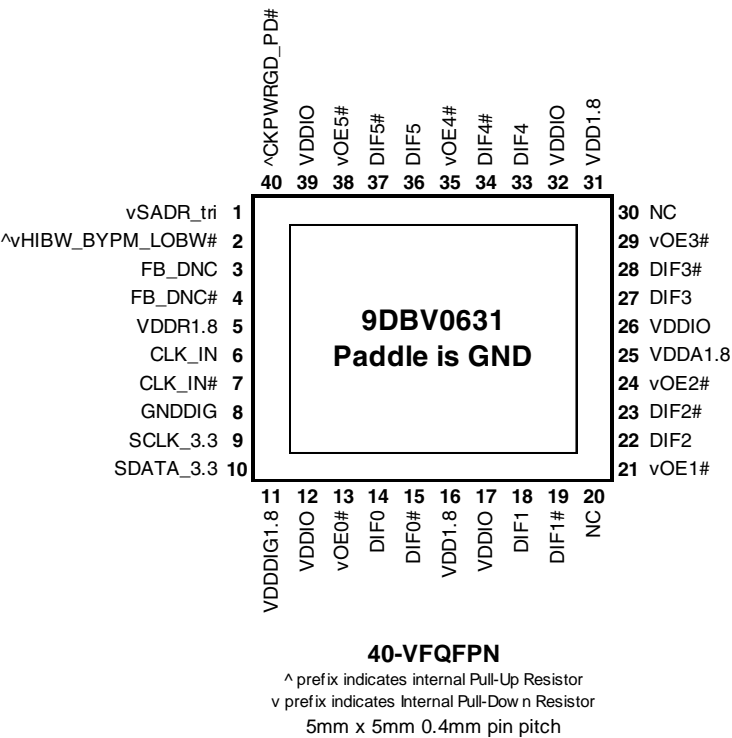 ^CKPWRGD_PD#
VDDIO
vOE5#
DIF5#
DIF5
vOE4#
DIF4#
DIF4
VDDIO
VDD1.8
40 39 38 37 36 35 34 33 32 31
vSADR_tri 1
^vHIBW_BYPM_LOBW# 2
FB_DNC 3
FB_DNC# 4
VDDR1.8 5
CLK_IN 6
CLK_IN# 7
GNDDIG 8
SCLK_3.3 9
SDATA_3.3 10
9DBV0631
Paddle is GND
30 NC
29 vOE3#
28 DIF3#
27 DIF3
26 VDDIO
25 VDDA1.8
24 vOE2#
23 DIF2#
22 DIF2
21 vOE1#
11 12 13 14 15 16 17 18 19 20
VDDDIG1.8
VDDIO
vOE0#
DIF0
DIF0#
VDD1.8
VDDIO
DIF1
DIF1#
NC
40-VFQFPN
^ prefix indicates internal Pull-Up Resistor
v prefix indicates Internal Pull-Down Resistor
5mm x 5mm 0.4mm pin pitch